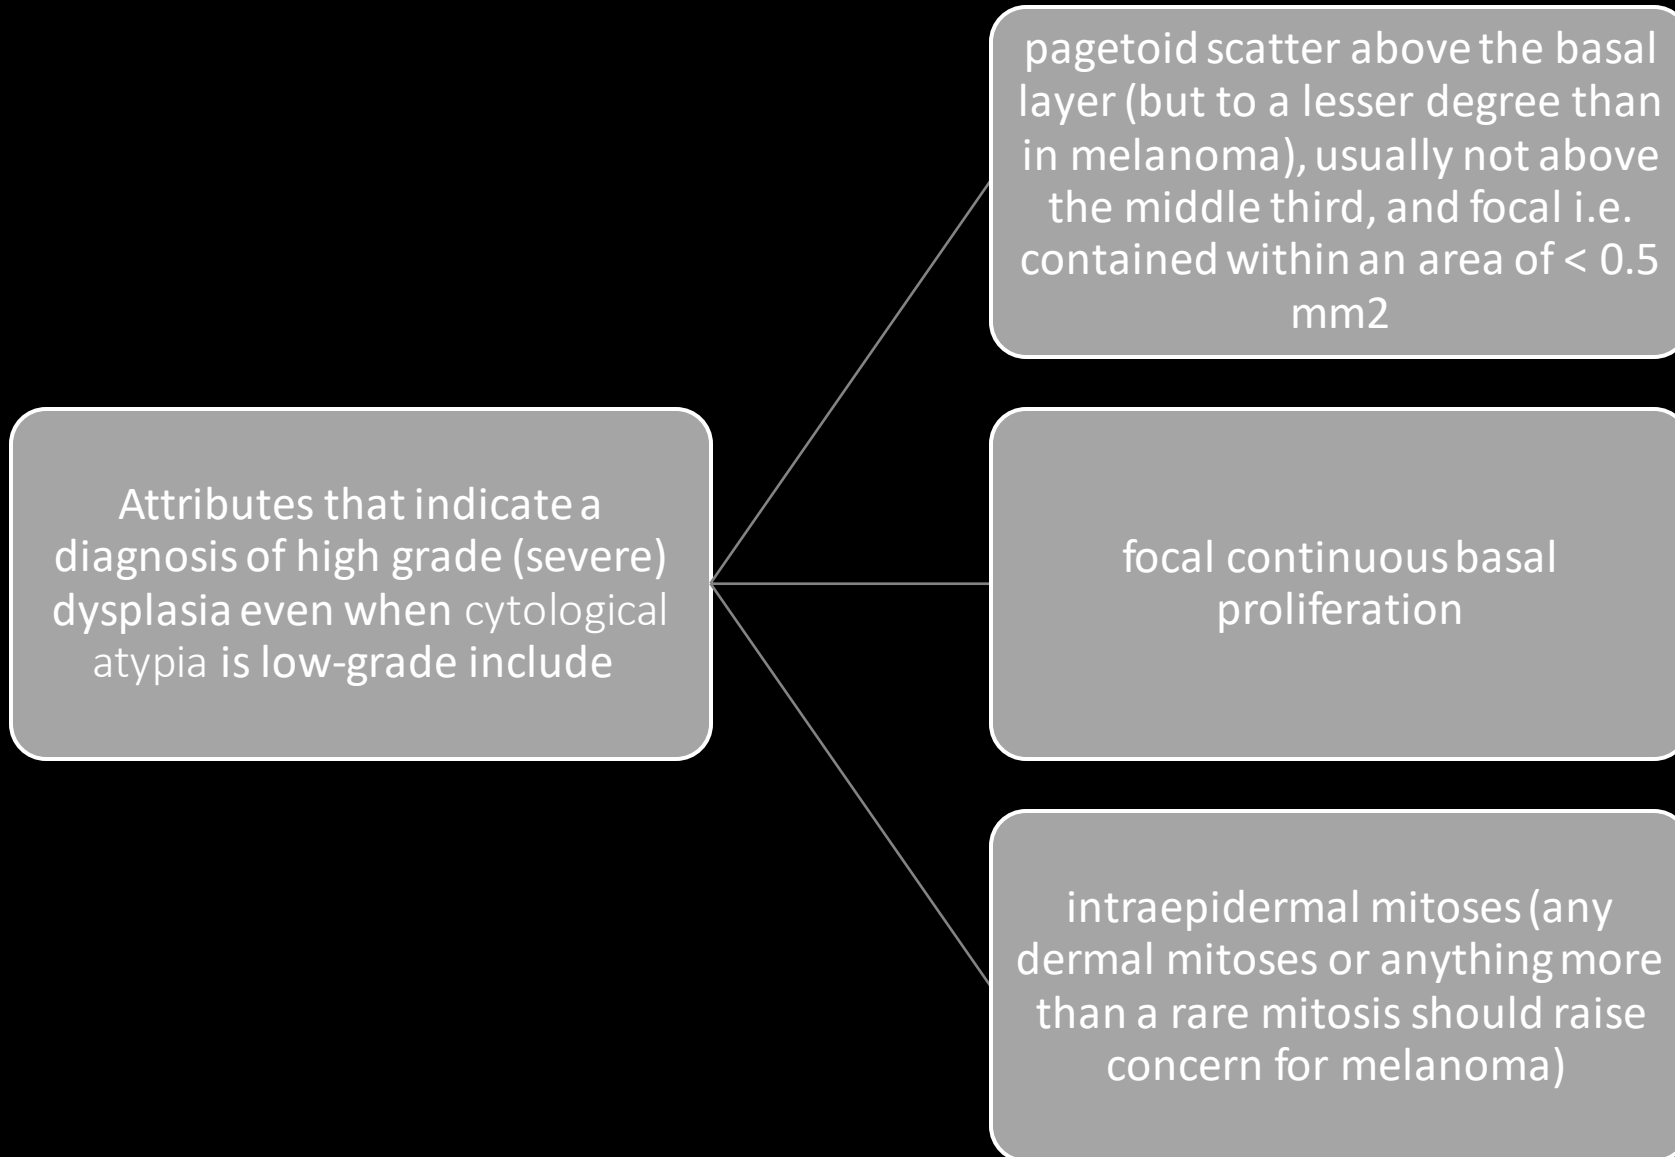 Attributes that indicate a
diagnosis of high grade (severe)
dysplasia even when cytological
atypia is low-grade include
pagetoid scatter above the basal
layer (but to a lesser degree than
in melanoma), usually not above
the middle third, and focal i.e.
contained within an area of < 0.5
mm2
focal continuous basal
proliferation
intraepidermal mitoses (any
dermal mitoses or anything more
than a rare mitosis should raise
concern for melanoma)